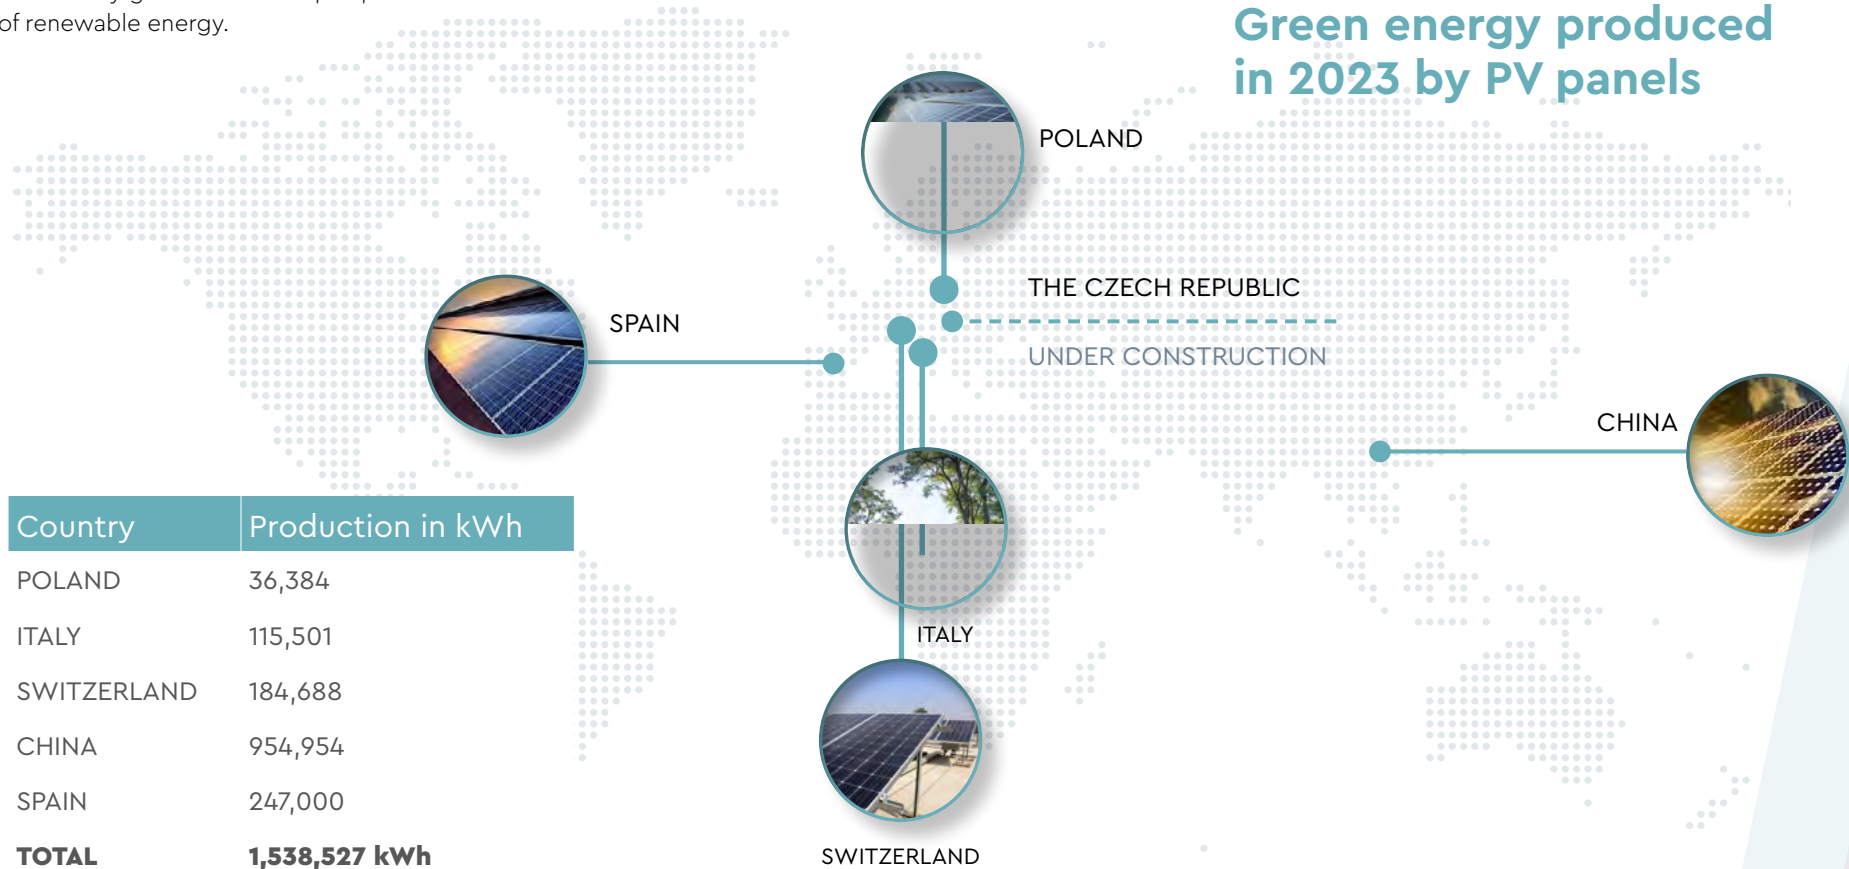 of renewable energy.
Green energy produced
in 2023 by PV panels
POLAND
THE CZECH REPUBLIC
UNDER CONSTRUCTION
SPAIN
CHINA
ITALY
SWITZERLAND
Country Production in kWh
POLAND 36,384
ITALY 115,501
SWITZERLAND 184,688
CHINA 954,954
SPAIN 247,000
TOTAL 1,538,527 kWh